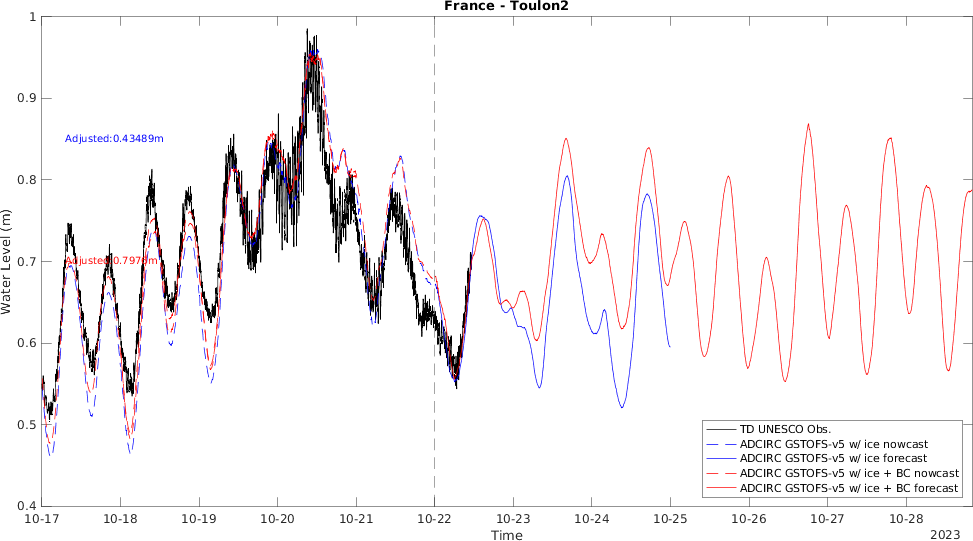 France - Toulon2
1
0.9
0.8
0.7
0.6
0.5
0.4
Water Level (m)
Adjusted:0.43489m
Adjusted:0.7976m
TD UNESCO Obs.
ADCIRC GSTOFS-v5 w/ ice nowcast
ADCIRC GSTOFS-v5 w/ ice forecast
ADCIRC GSTOFS-v5 w/ ice + BC nowcast
ADCIRC GSTOFS-v5 w/ ice + BC forecast
10-17 10-18 10-19 10-20 10-21 10-22 10-23 10-24 10-25 10-26 10-27 10-28
Time
2023